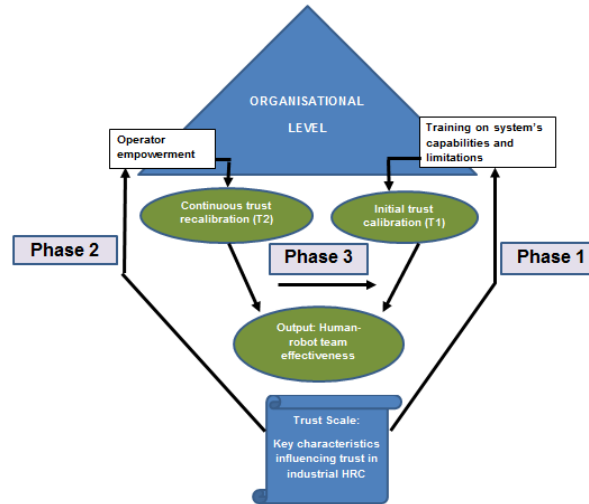 ORGANISATIONAL
LEVEL
Operator
empowerment
Training on system's
capabilities and
limitations
Continuous trust
recalibration (T2)
Initial trust
calibration (T1)
Phase 2
Phase 3
Phase 1
Output: Human-
robot team
effectiveness
Trust Scale:
Key characteristics
influencing trust in
industrial HRC